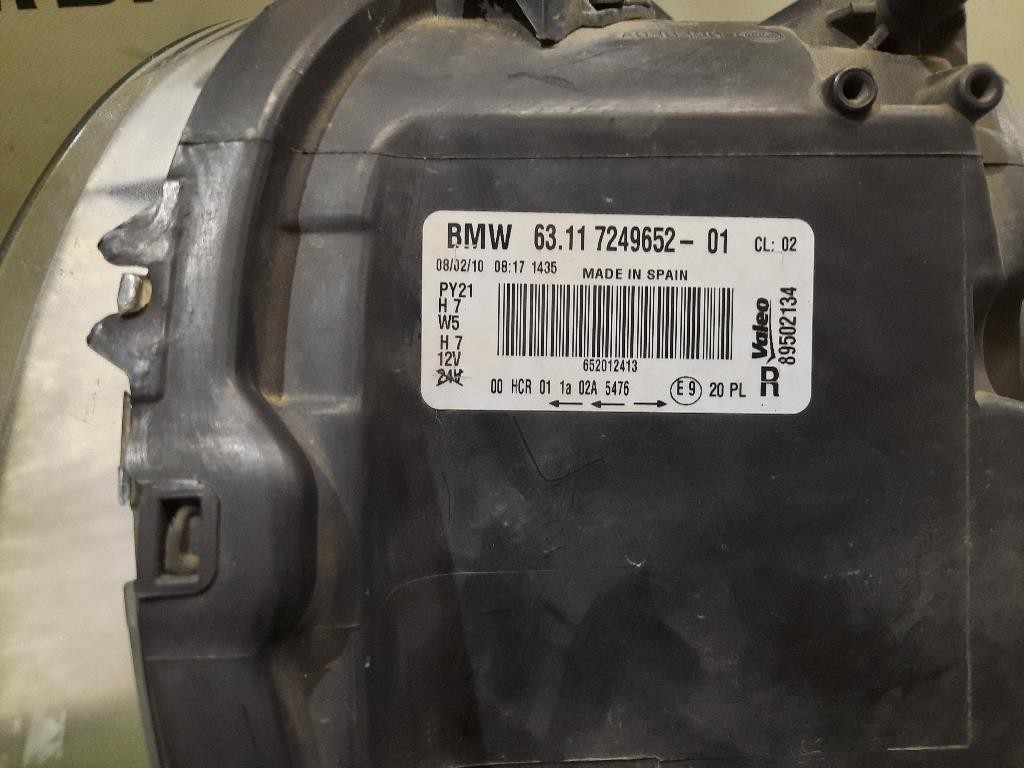 BMW 63.11 7249652 - 01 CL: 02
08/02/10 08:17 1435 MADE IN SPAIN
PY21
H 7
W5
H 7
12V
24V
652012413
00 HCR 01 1a 02A 5476 E9 20 PL
Valeo
89502134
R